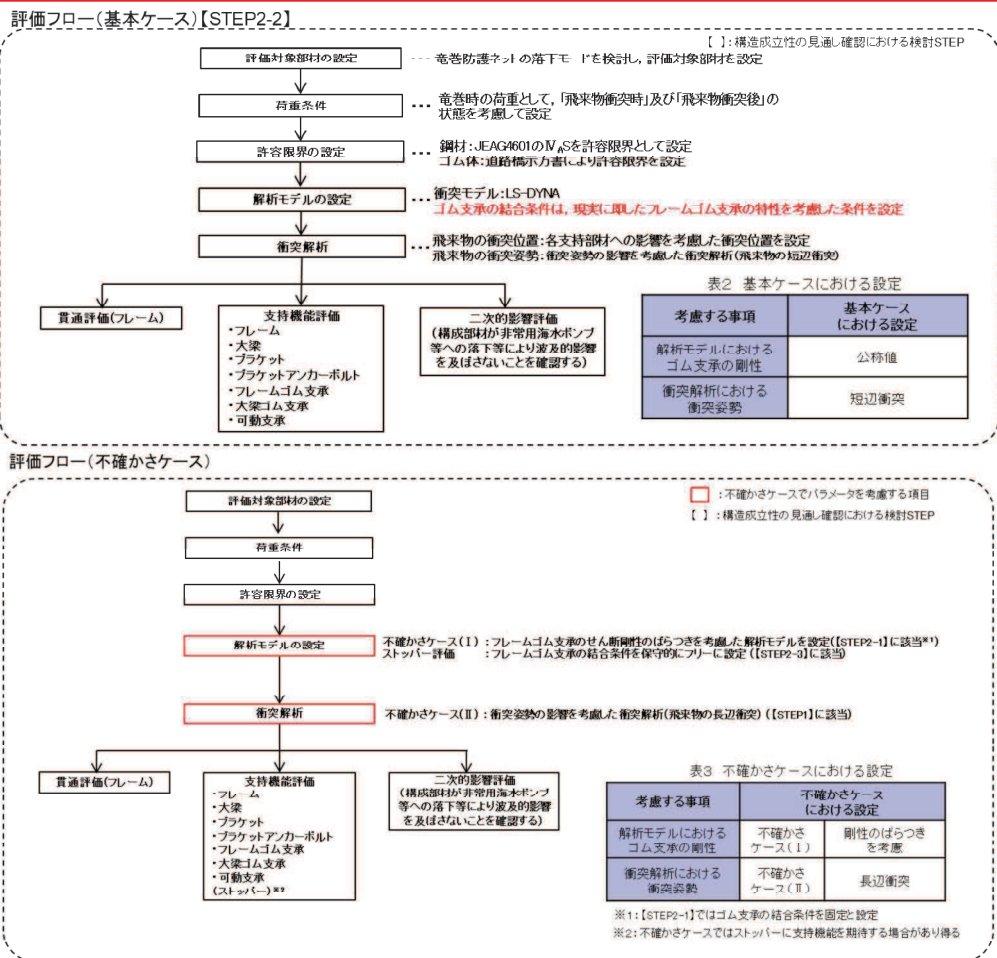 評価フロー(基本ケース)【STEP2-2】
【 】:構造成立性の見通し確認における検討STEP
評価対象部材の設定
… 竜巻防護ネットの落下モードを検討し,評価対象部材を設定
荷重条件
… 竜巻時の荷重として,「飛来物衝突時」及び「飛来物衝突後」の
状態を考慮して設定
許容限界の設定
… 鋼材:JEAG4601のⅣASを許容限界として設定
ゴム体:道路橋示方書により許容限界を設定
解析モデルの設定
… 衝突モデル:LS-DYNA
ゴム支承の結合条件は,現実に即したフレームゴム支承の特性を考慮した条件を設定
衝突解析
… 飛来物の衝突位置:各支持部材への影響を考慮した衝突位置を設定
飛来物の衝突姿勢:衝突姿勢の影響を考慮した衝突解析(飛来物の短辺衝突)
貫通評価(フレーム)
支持機能評価
・フレーム
・大梁
・ブラケット
・ブラケットアンカーボルト
・フレームゴム支承
・大梁ゴム支承
・可動支承
二次的影響評価
(構成部材が非常用海水ポンプ
等への落下等により波及的影響
を及ぼさないことを確認する)
表2 基本ケースにおける設定
考慮する事項
基本ケース
における設定
解析モデルにおける
ゴム支承の剛性
公称値
衝突解析における
衝突姿勢
短辺衝突
評価フロー(不確かさケース)
:不確かさケースでパラメータを考慮する項目
【 】:構造成立性の見通し確認における検討STEP
評価対象部材の設定
荷重条件
許容限界の設定
解析モデルの設定
不確かさケース(Ⅰ):フレームゴム支承のせん断剛性のばらつきを考慮した解析モデルを設定(【STEP2-1】に該当※1)
ストッパー評価 :フレームゴム支承の結合条件を保守的にフリーに設定(【STEP2-3】に該当)
衝突解析
不確かさケース(Ⅱ):衝突姿勢の影響を考慮した衝突解析(飛来物の長辺衝突)(【STEP1】に該当)
貫通評価(フレーム)
支持機能評価
・フレーム
・大梁
・ブラケット
・ブラケットアンカーボルト
・フレームゴム支承
・大梁ゴム支承
・可動支承
(ストッパー)※2
二次的影響評価
(構成部材が非常用海水ポンプ
等への落下等により波及的影響
を及ぼさないことを確認する)
表3 不確かさケースにおける設定
考慮する事項
不確かさケース
における設定
解析モデルにおける
ゴム支承の剛性
不確かさ
ケース(Ⅰ)
剛性のばらつき
を考慮
衝突解析における
衝突姿勢
不確かさ
ケース(Ⅱ)
長辺衝突
※1:【STEP2-1】ではゴム支承の結合条件を固定と設定
※2:不確かさケースではストッパーに支持機能を期待する場合があり得る